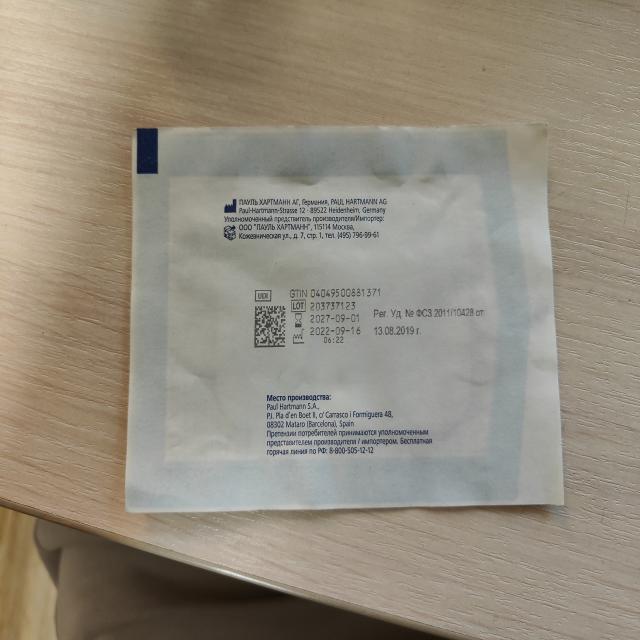 ПАУЛЬ ХАРТМАНН АГ, Германия, PAUL HARTMANN AG
Paul-Hartmann-Strasse 12 - 89522 Heidenheim, Germany
Уполномоченный представитель производителя/Импортер:
ООО "ПАУЛЬ ХАРТМАНН", 115114 Москва,
Кожевническая ул., д. 7, стр. 1, тел. (495) 796-99-61
UDI
GTIN 04049500881371
LOT 203737123
2027-09-01
2022-09-16
06:22
Рег. Уд. № ФСЗ 2011/10428 от
13.08.2019 г.
Место производства:
Paul Hartmann S.A.,
P.I. Pla d'en Boet II, c/ Carrasco i Formiguera 48,
08302 Mataro (Barcelona), Spain
Претензии потребителей принимаются уполномоченным
представителем производителя / импортером. Бесплатная
горячая линия по РФ: 8-800-505-12-12